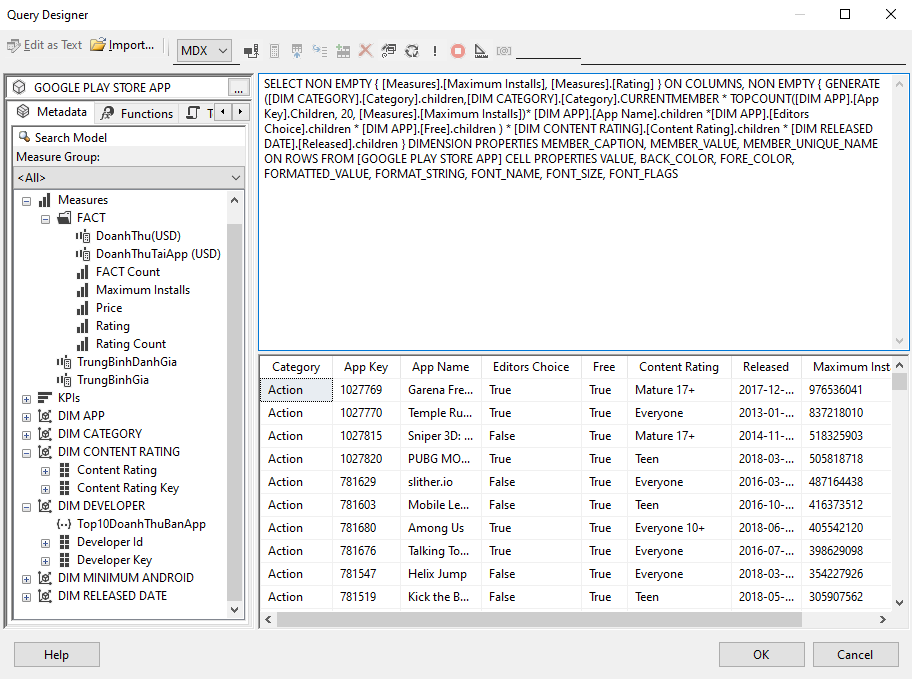 Query Designer
Edit as Text Import... MDX
GOOGLE PLAY STORE APP ...
Metadata Functions T
Search Model
Measure Group:
<All>
Measures
FACT
DoanhThu(USD)
DoanhThuTaiApp (USD)
FACT Count
Maximum Installs
Price
Rating
Rating Count
TrungBinhDanhGia
TrungBinhGia
KPIs
DIM APP
DIM CATEGORY
DIM CONTENT RATING
Content Rating
Content Rating Key
DIM DEVELOPER
Top10DoanhThuBanApp
Developer Id
Developer Key
DIM MINIMUM ANDROID
DIM RELEASED DATE
SELECT NON EMPTY { [Measures].[Maximum Installs], [Measures].[Rating] } ON COLUMNS, NON EMPTY { GENERATE
([DIM CATEGORY].[Category].children,[DIM CATEGORY].[Category].CURRENTMEMBER * TOPCOUNT([DIM APP].[App
Key].Children, 20, [Measures].[Maximum Installs])* [DIM APP].[App Name].children *[DIM APP].[Editors
Choice].children * [DIM APP].[Free].children ) * [DIM CONTENT RATING].[Content Rating].children * [DIM RELEASED
DATE].[Released].children } DIMENSION PROPERTIES MEMBER_CAPTION, MEMBER_VALUE, MEMBER_UNIQUE_NAME
ON ROWS FROM [GOOGLE PLAY STORE APP] CELL PROPERTIES VALUE, BACK_COLOR, FORE_COLOR,
FORMATTED_VALUE, FORMAT_STRING, FONT_NAME, FONT_SIZE, FONT_FLAGS
Category App Key App Name Editors Choice Free Content Rating Released Maximum Inst
Action 1027769 Garena Fre... True True Mature 17+ 2017-12-... 976536041
Action 1027770 Temple Ru... True True Everyone 2013-01-... 837218010
Action 1027815 Sniper 3D: ... False True Mature 17+ 2014-11-... 518325903
Action 1027820 PUBG MO... True True Teen 2018-03-... 505818718
Action 781629 slither.io False True Everyone 2016-03-... 487164438
Action 781603 Mobile Le... False True Teen 2016-10-... 416373512
Action 781680 Among Us True True Everyone 10+ 2018-06-... 405542120
Action 781676 Talking To... True True Everyone 2016-07-... 398629098
Action 781547 Helix Jump False True Everyone 2018-03-... 354227926
Action 781519 Kick the B... False True Teen 2018-05-... 305907562
Help OK Cancel